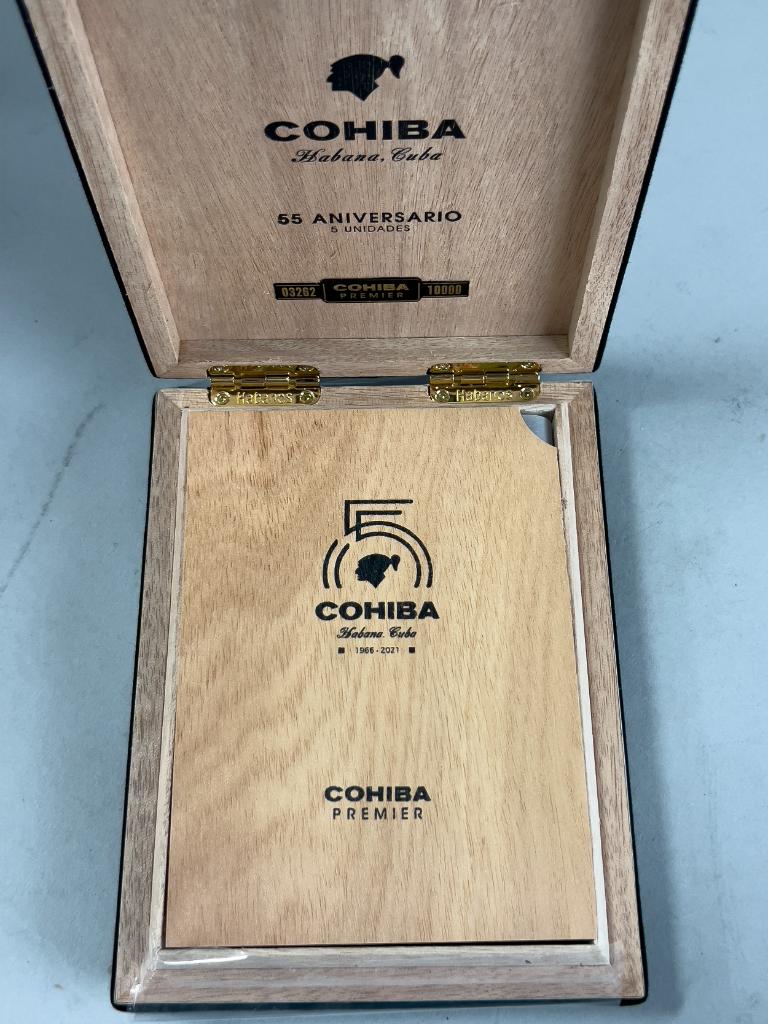 COHIBA
Habana, Cuba
55 ANIVERSARIO
5 UNIDADES
03262 COHIBA PREMIER 10000
Habanos Habanos
55
COHIBA
Habana, Cuba
1966 - 2021
COHIBA
PREMIER